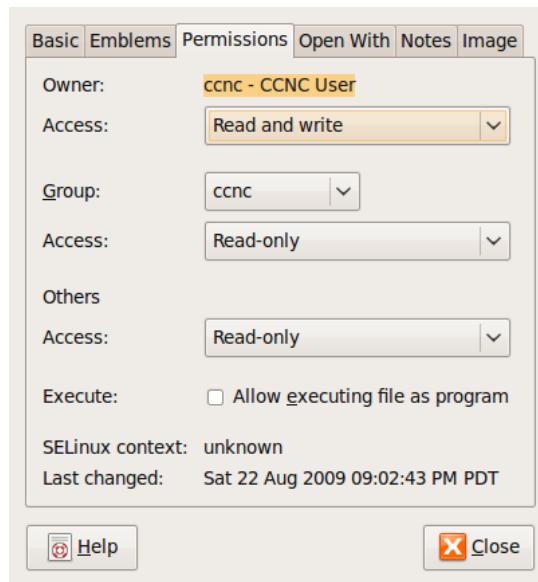 Basic Emblems Permissions Open With Notes Image
Owner: ccnc - CCNC User
Access: Read and write
Group: ccnc
Access: Read-only
Others
Access: Read-only
Execute: Allow executing file as program
SELinux context: unknown
Last changed: Sat 22 Aug 2009 09:02:43 PM PDT
Help Close